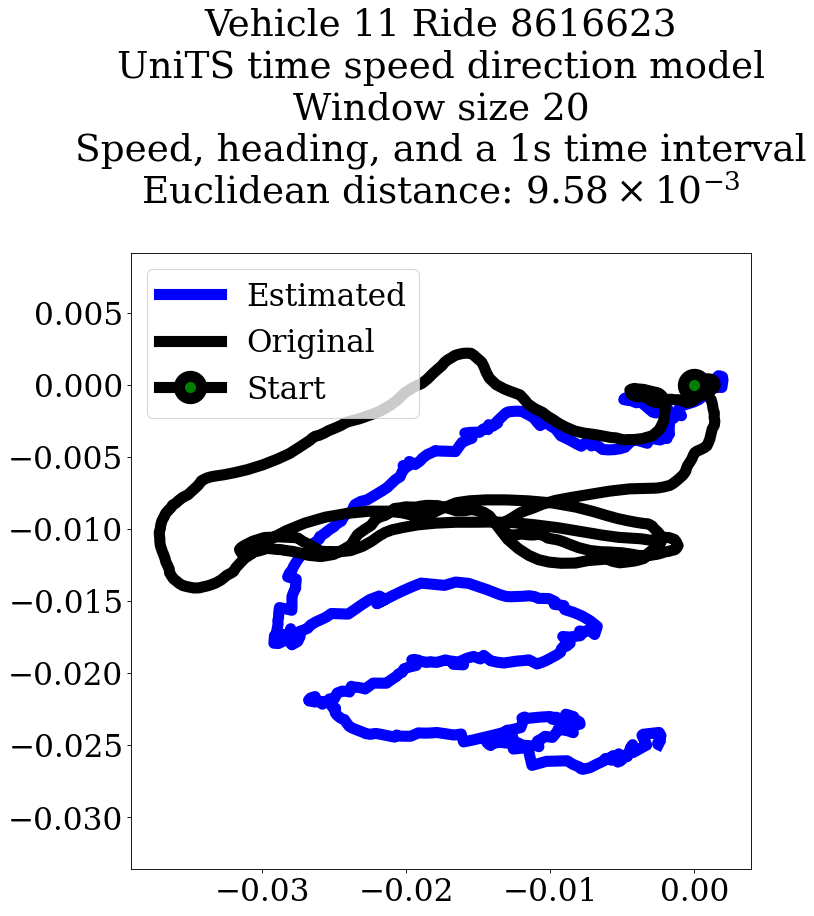 Vehicle 11 Ride 8616623
UniTS time speed direction model
Window size 20
Speed, heading, and a 1s time interval
Euclidean distance: 9.58 × 10⁻³
Estimated
Original
Start
0.005
0.000
−0.005
−0.010
−0.015
−0.020
−0.025
−0.030
−0.03 −0.02 −0.01 0.00